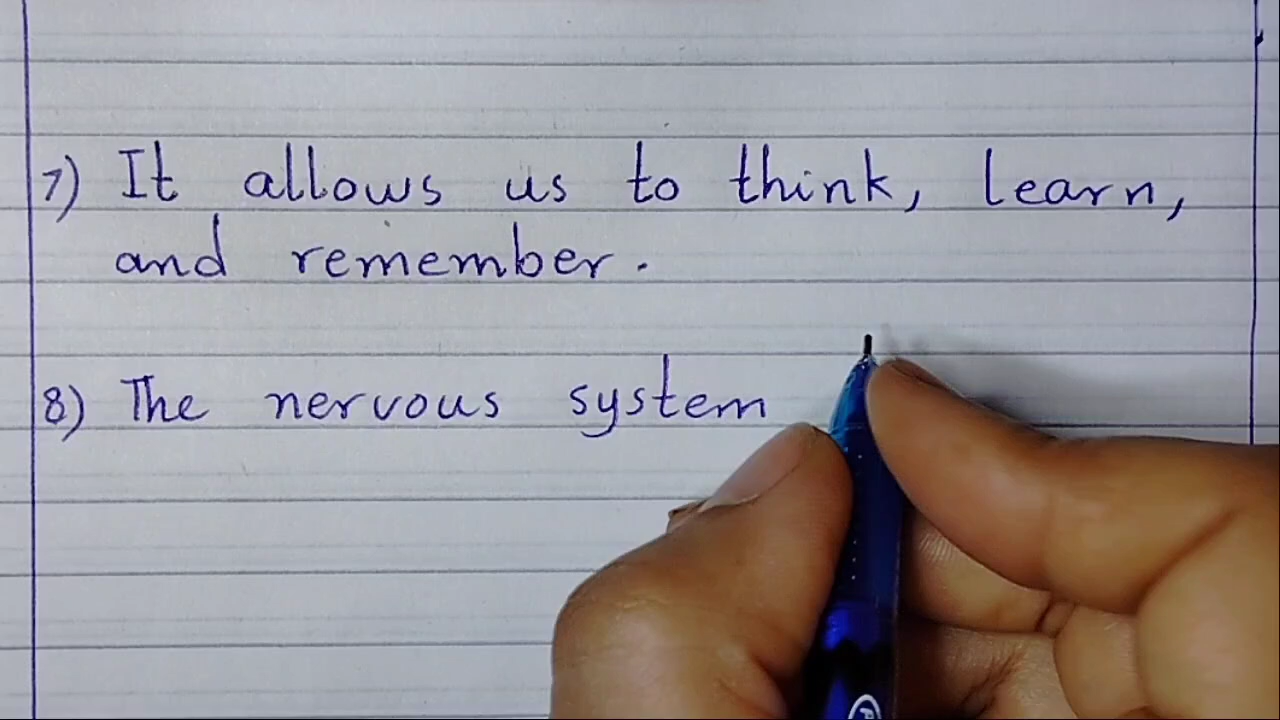 7) It allows us to think, learn,
and remember.
8) The nervous system